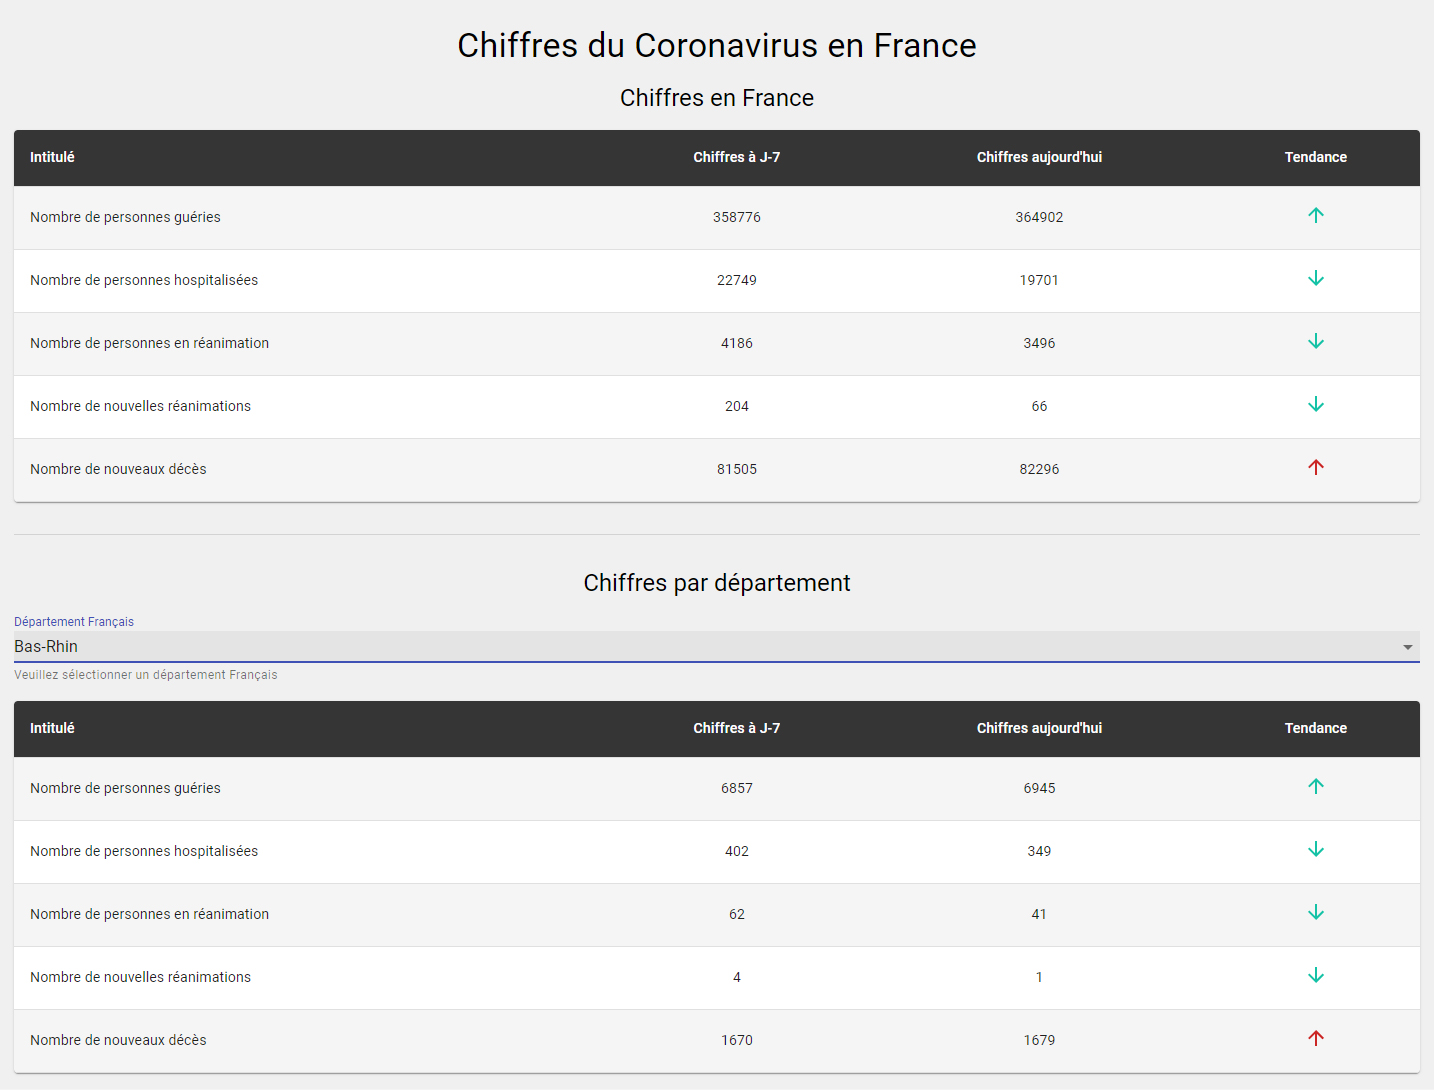 Chiffres du Coronavirus en France
Chiffres en France
Intitulé Chiffres à J-7 Chiffres aujourd'hui Tendance
Nombre de personnes guéries 358776 364902
Nombre de personnes hospitalisées 22749 19701
Nombre de personnes en réanimation 4186 3496
Nombre de nouvelles réanimations 204 66
Nombre de nouveaux décès 81505 82296
Chiffres par département
Département Français
Bas-Rhin
Veuillez sélectionner un département Français
Intitulé Chiffres à J-7 Chiffres aujourd'hui Tendance
Nombre de personnes guéries 6857 6945
Nombre de personnes hospitalisées 402 349
Nombre de personnes en réanimation 62 41
Nombre de nouvelles réanimations 4 1
Nombre de nouveaux décès 1670 1679